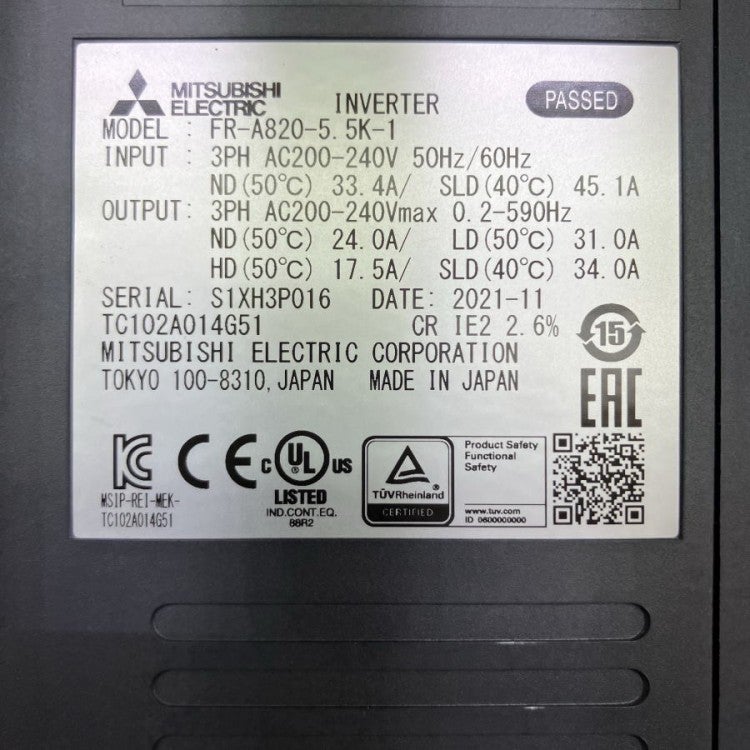 MITSUBISHI
ELECTRIC INVERTER PASSED
MODEL : FR-A820-5.5K-1
INPUT : 3PH AC200-240V 50Hz/60Hz
ND(50℃) 33.4A/ SLD(40℃) 45.1A
OUTPUT: 3PH AC200-240Vmax 0.2-590Hz
ND(50℃) 24.0A/ LD(50℃) 31.0A
HD(50℃) 17.5A/ SLD(40℃) 34.0A
SERIAL: S1XH3P016 DATE: 2021-11
TC102A014G51 CR IE2 2.6%
15
MITSUBISHI ELECTRIC CORPORATION
TOKYO 100-8310, JAPAN MADE IN JAPAN
EAC
KC CE c UL US
LISTED
IND.CONT.EQ.
88R2
MSIP-REI-MEK-
TC102A014G51
TÜVRheinland
CERTIFIED
Product Safety
Functional
Safety
www.tuv.com
ID 0600000000